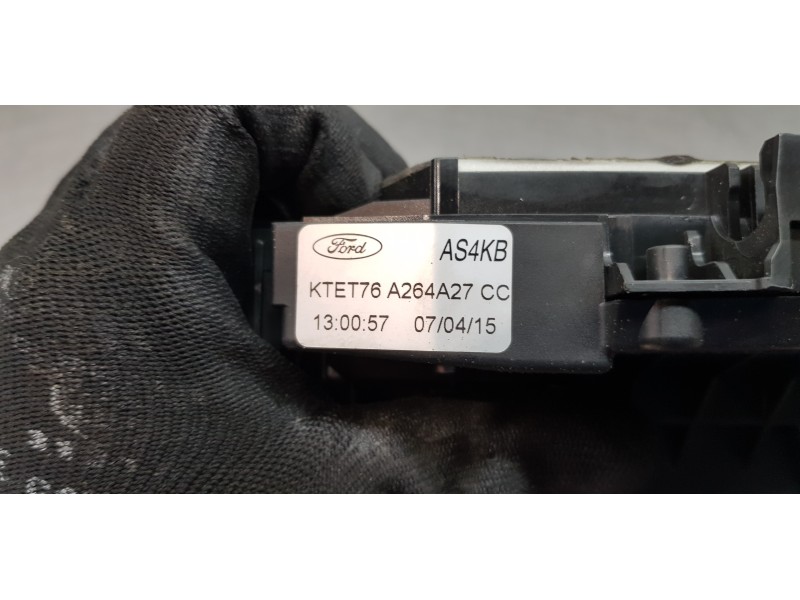 Ford AS4KB
KTET76 A264A27 CC
13:00:57 07/04/15